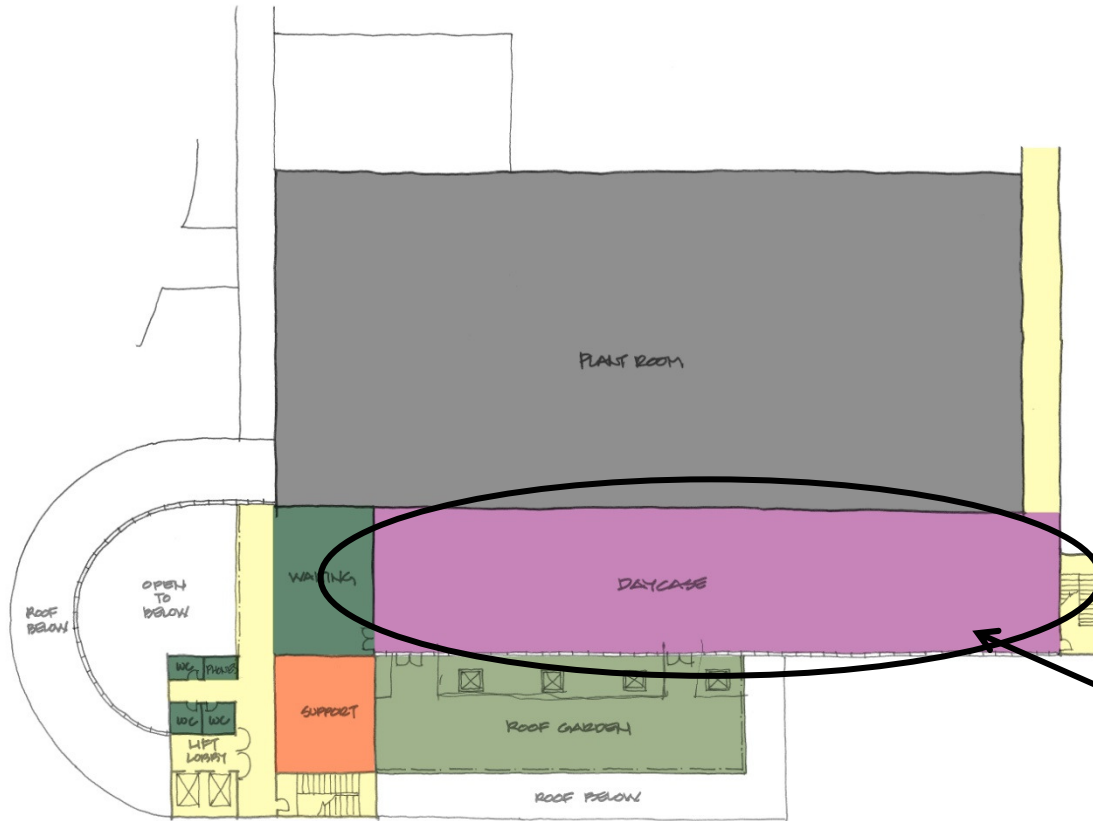 PLANT ROOM
WAITING
DAYCASE
OPEN
TO
BELOW
ROOF
BELOW
WC
PHONES
WC
WC
LIFT
LOBBY
SUPPORT
ROOF GARDEN
ROOF BELOW